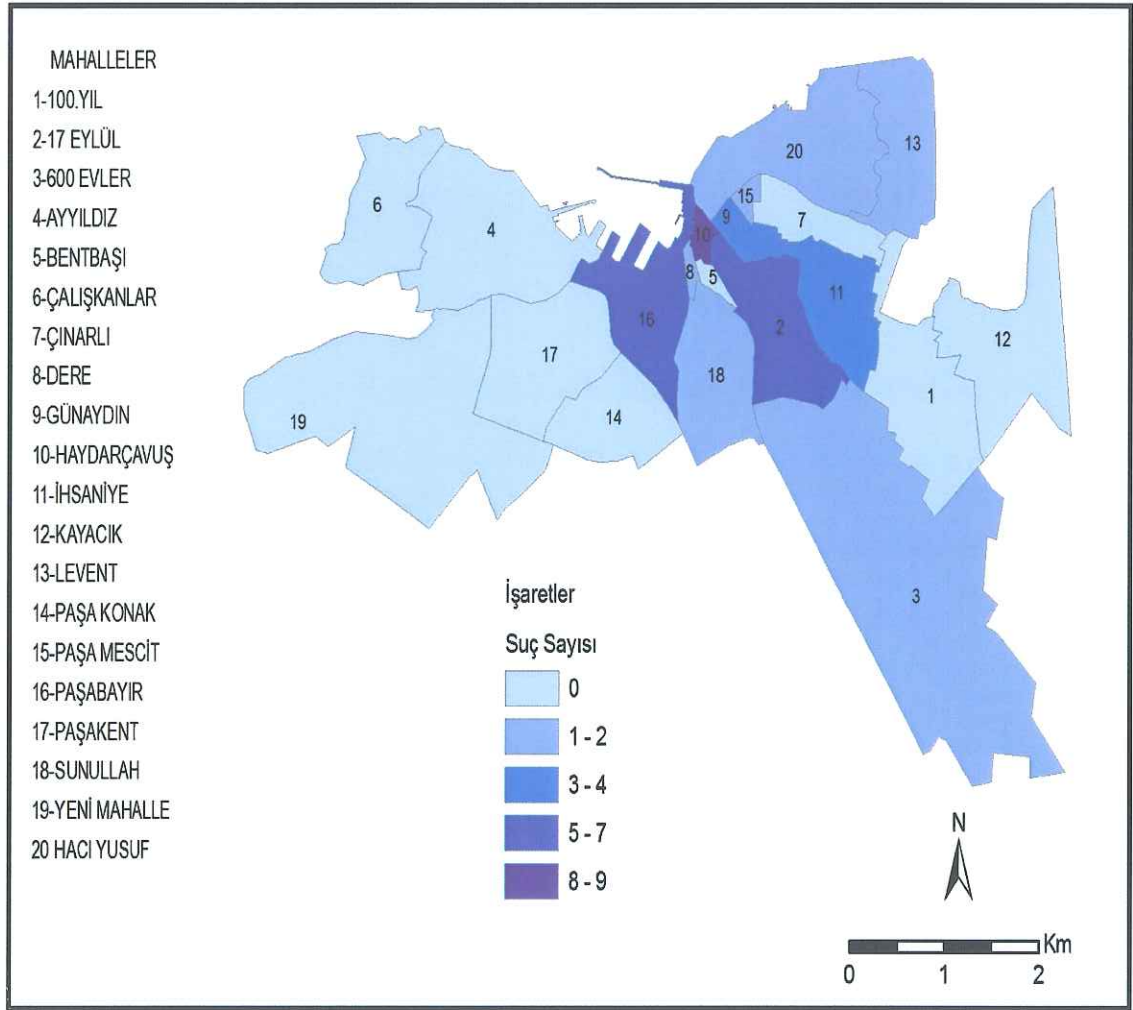 MAHALLELER
1-100.YIL
2-17 EYLÜL
3-600 EVLER
4-AYYILDIZ
5-BENTBAŞI
6-ÇALIŞKANLAR
7-ÇINARLI
8-DERE
9-GÜNAYDIN
10-HAYDARÇAVUŞ
11-İHSANİYE
12-KAYACIK
13-LEVENT
14-PAŞA KONAK
15-PAŞA MESCİT
16-PAŞABAYIR
17-PAŞAKENT
18-SUNULLAH
19-YENİ MAHALLE
20 HACI YUSUF
13
20
15
6
9
7
4
10
8
5
11
16
2
12
17
18
1
14
19
3
İşaretler
Suç Sayısı
0
1 - 2
3 - 4
5 - 7
8 - 9
N
Km
0 1 2